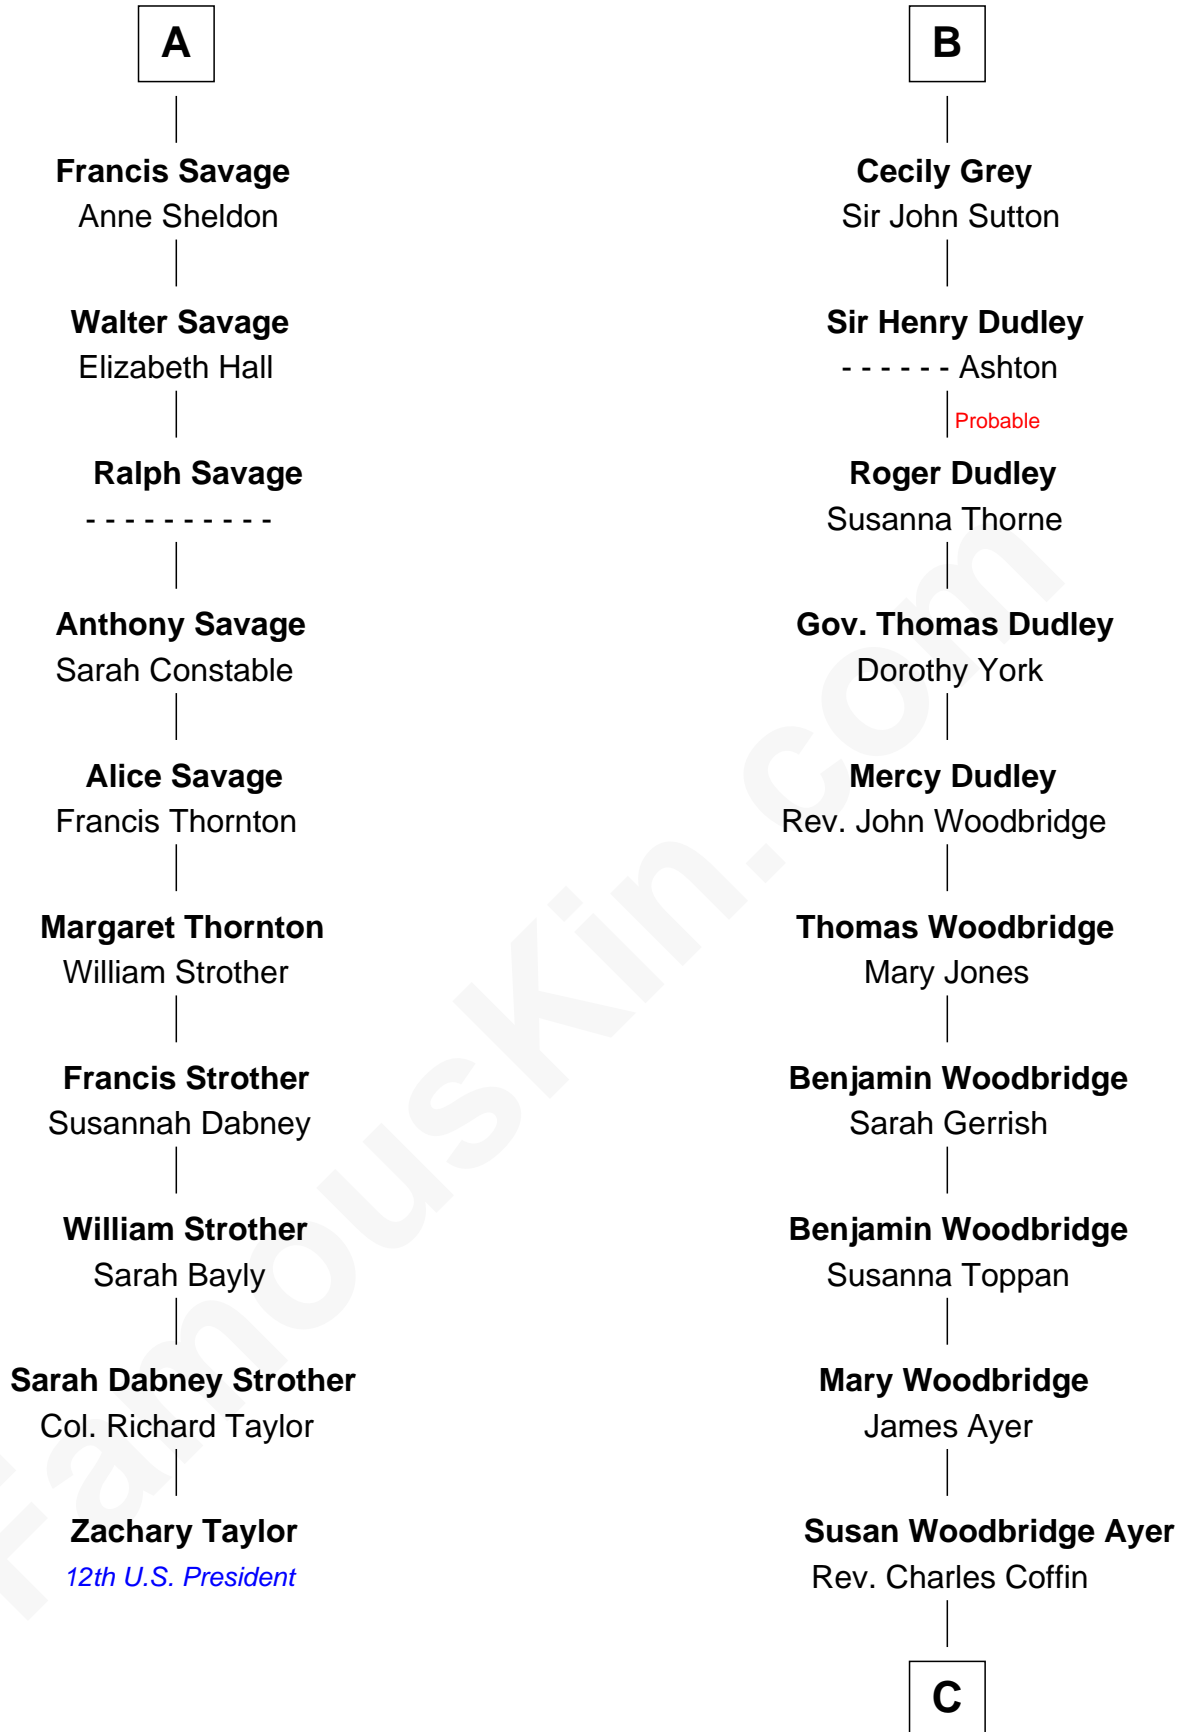 A
Francis Savage
Anne Sheldon
Walter Savage
Elizabeth Hall
Ralph Savage
- - - - - - - - - -
Anthony Savage
Sarah Constable
Alice Savage
Francis Thornton
Margaret Thornton
William Strother
Francis Strother
Susannah Dabney
William Strother
Sarah Bayly
Sarah Dabney Strother
Col. Richard Taylor
Zachary Taylor
12th U.S. President
B
Cecily Grey
Sir John Sutton
Sir Henry Dudley
- - - - - - Ashton
Probable
Roger Dudley
Susanna Thorne
Gov. Thomas Dudley
Dorothy York
Mercy Dudley
Rev. John Woodbridge
Thomas Woodbridge
Mary Jones
Benjamin Woodbridge
Sarah Gerrish
Benjamin Woodbridge
Susanna Toppan
Mary Woodbridge
James Ayer
Susan Woodbridge Ayer
Rev. Charles Coffin
C
FamousKin.com